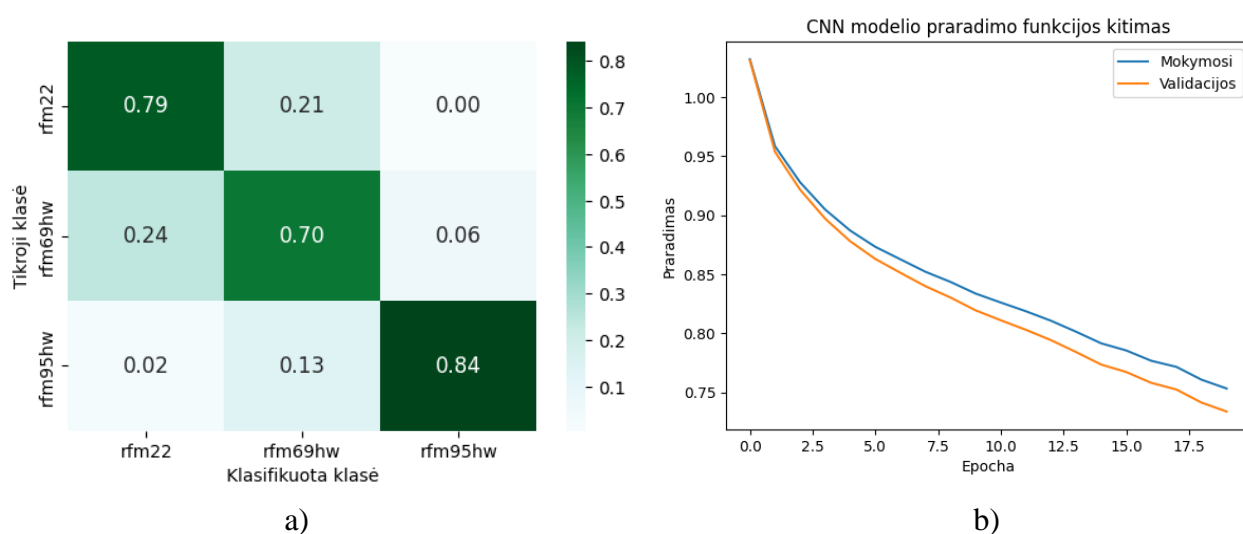 rfm22
rfm69hw
rfm95hw
Tikroji klasė
0.79 0.21 0.00
0.24 0.70 0.06
0.02 0.13 0.84
rfm22 rfm69hw rfm95hw
Klasifikuota klasė
0.8
0.7
0.6
0.5
0.4
0.3
0.2
0.1
a)
CNN modelio praradimo funkcijos kitimas
Mokymosi
Validacijos
1.00
0.95
0.90
0.85
0.80
0.75
Praradimas
0.0 2.5 5.0 7.5 10.0 12.5 15.0 17.5
Epocha
b)